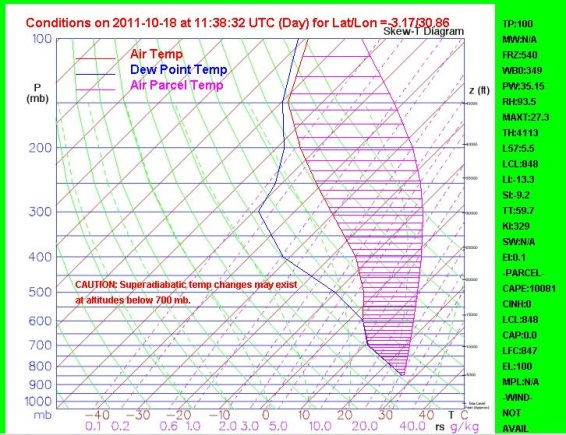 Conditions on 2011-10-18 at 11:38:32 UTC (Day) for Lat/Lon =-3.17/30.86
Skew-T Diagram
Air Temp
Dew Point Temp
Air Parcel Temp
P
(mb)
z (ft)
100
200
300
400
500
600
700
800
900
1000
mb
CAUTION: Superadiabatic temp changes may exist
at altitudes below 700 mb.
-40 -30 -20 -10 0 10 20 30 T 40 C
0.1 0.2 0.6 1.0 2.0 3.0 5.0 10.0 20.0 40.0 rs g/kg
TP:100
MW:N/A
FRZ:540
WB0:349
PW:35.15
RH:93.5
MAXT:27.3
TH:4113
L57:5.5
LCL:848
LI:-13.3
SI:-9.2
TT:59.7
KI:329
SW:N/A
EI:0.1
-PARCEL-
CAPE:10081
CINH:0
LCL:848
CAP:0.0
LFC:847
EL:100
MPL:N/A
-WIND-
NOT
AVAIL